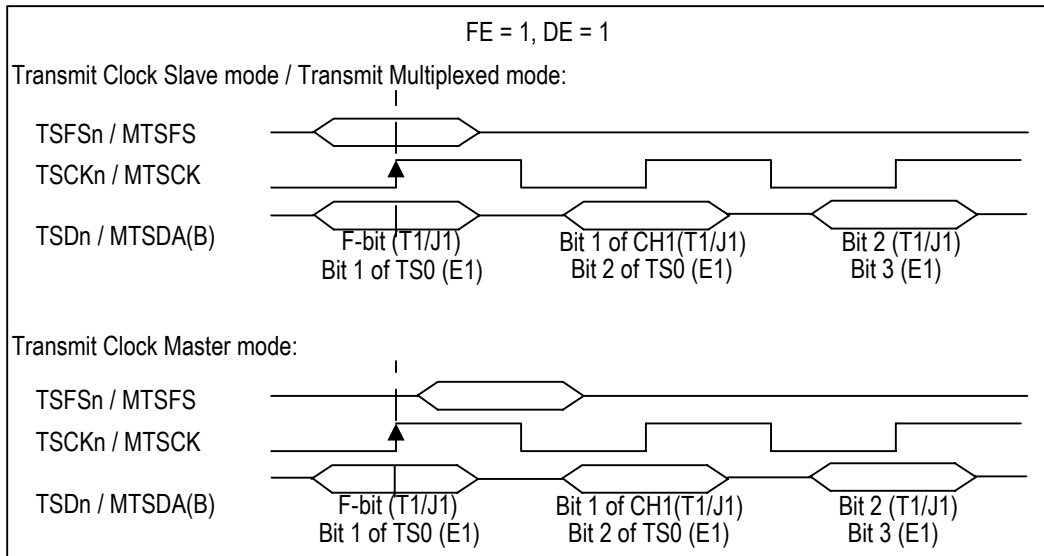 FE = 1, DE = 1
Transmit Clock Slave mode / Transmit Multiplexed mode:
TSFSn / MTSFS
TSCKn / MTSCK
TSDn / MTSDA(B)
F-bit (T1/J1)
Bit 1 of TS0 (E1)
Bit 1 of CH1(T1/J1)
Bit 2 of TS0 (E1)
Bit 2 (T1/J1)
Bit 3 (E1)
Transmit Clock Master mode:
TSFSn / MTSFS
TSCKn / MTSCK
TSDn / MTSDA(B)
F-bit (T1/J1)
Bit 1 of TS0 (E1)
Bit 1 of CH1(T1/J1)
Bit 2 of TS0 (E1)
Bit 2 (T1/J1)
Bit 3 (E1)